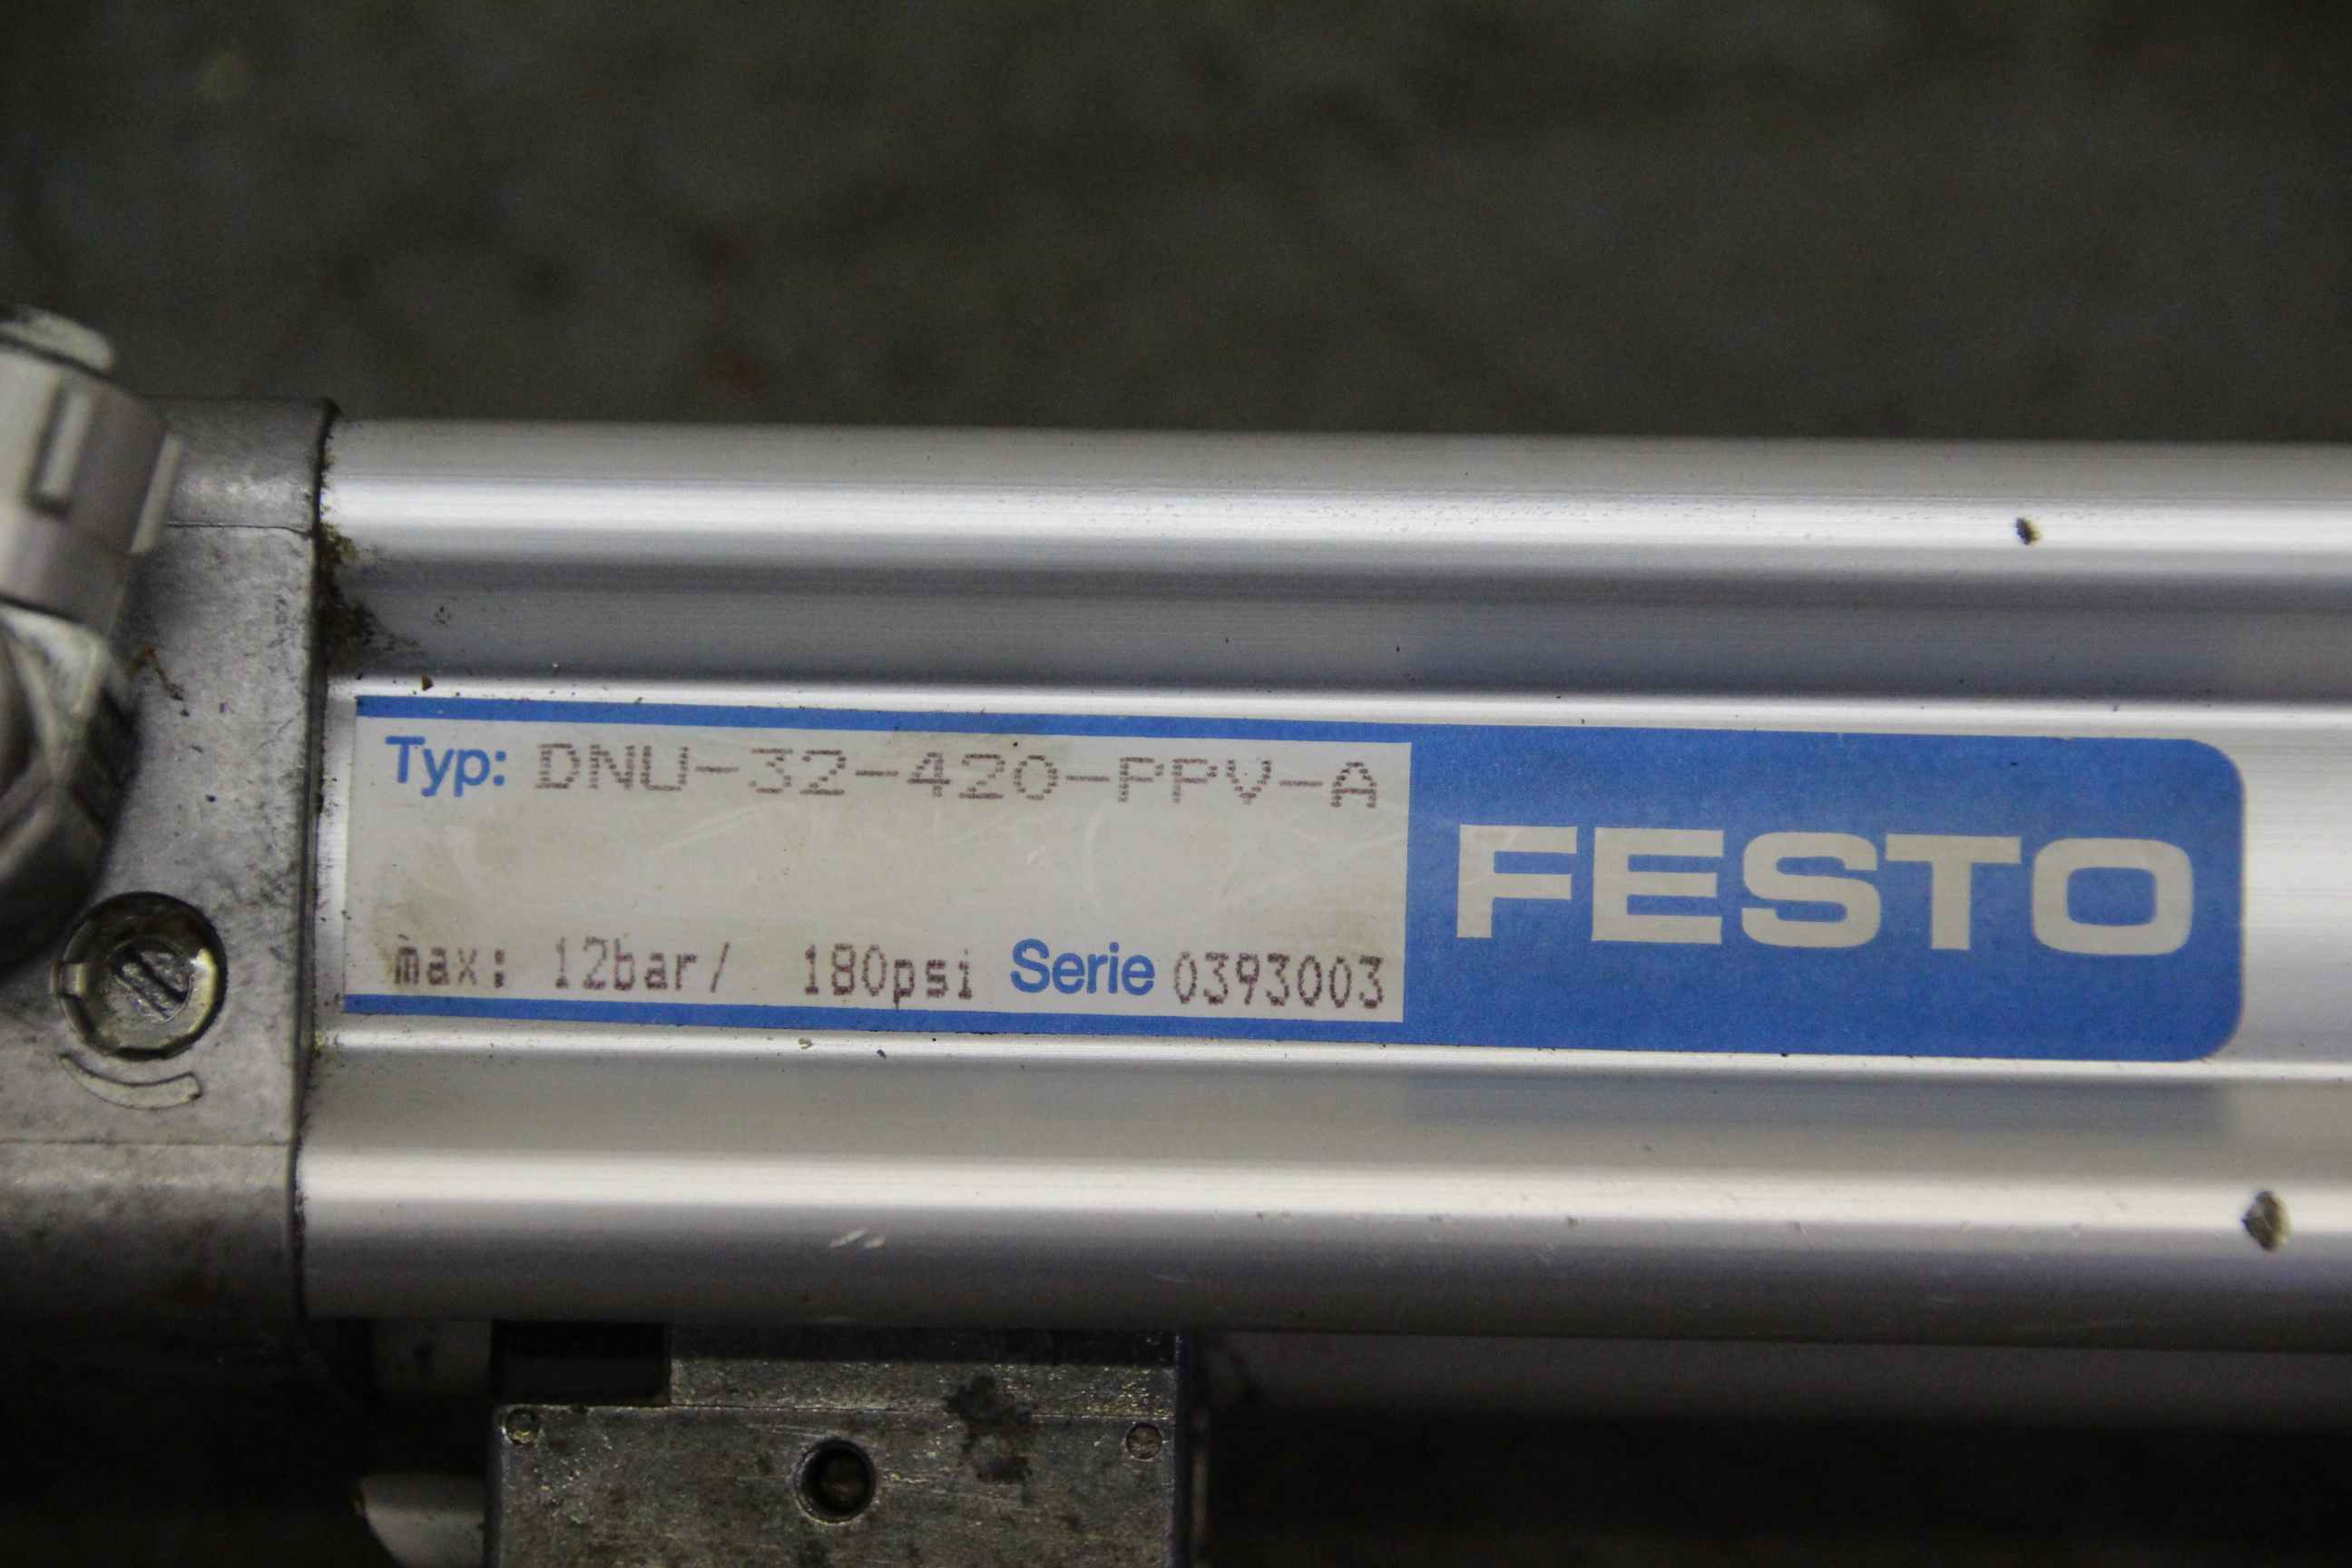 Typ: DNU-32-420-PPV-A
max: 12bar/ 180psi Serie 0393003
FESTO